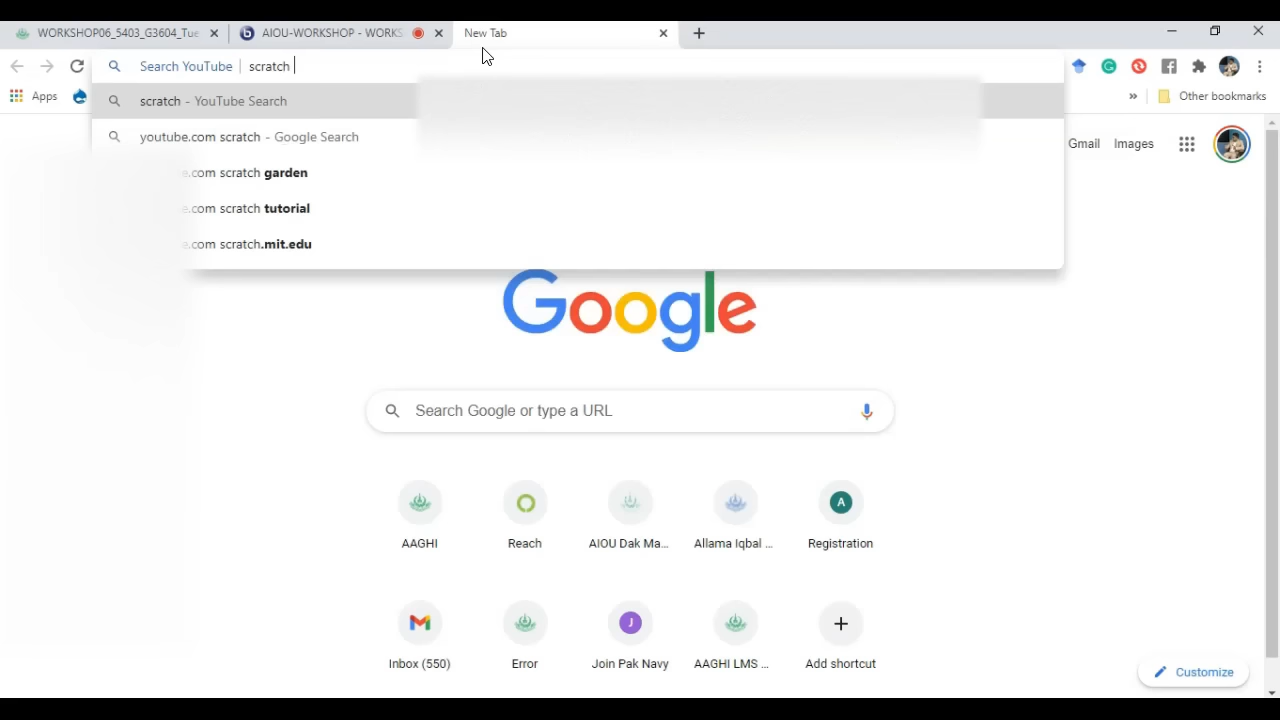 WORKSHOP06_5403_G3604_Tue
AIOU-WORKSHOP - WORKS
New Tab
Search YouTube
scratch
Apps
Other bookmarks
scratch - YouTube Search
youtube.com scratch - Google Search
e.com scratch garden
e.com scratch tutorial
e.com scratch.mit.edu
Gmail
Images
Google
Search Google or type a URL
AAGHI
Reach
AIOU Dak Ma...
Allama Iqbal ...
A
Registration
Inbox (550)
Error
J
Join Pak Navy
AAGHI LMS ...
Add shortcut
Customize